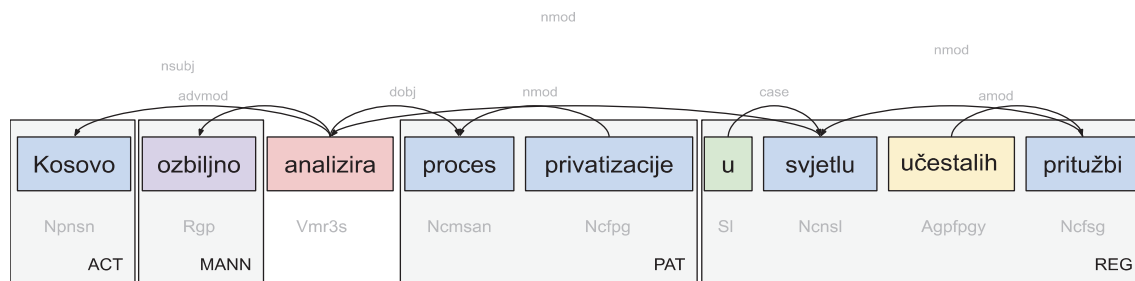 nmod
nmod
nsubj
advmod dobj nmod case amod
Kosovo ozbiljno analizira proces privatizacije u svjetlu učestalih pritužbi
Npnsn Rgp Vmr3s Ncmsan Ncfpg Sl Ncnsl Agpfpgy Ncfsg
ACT MANN PAT REG